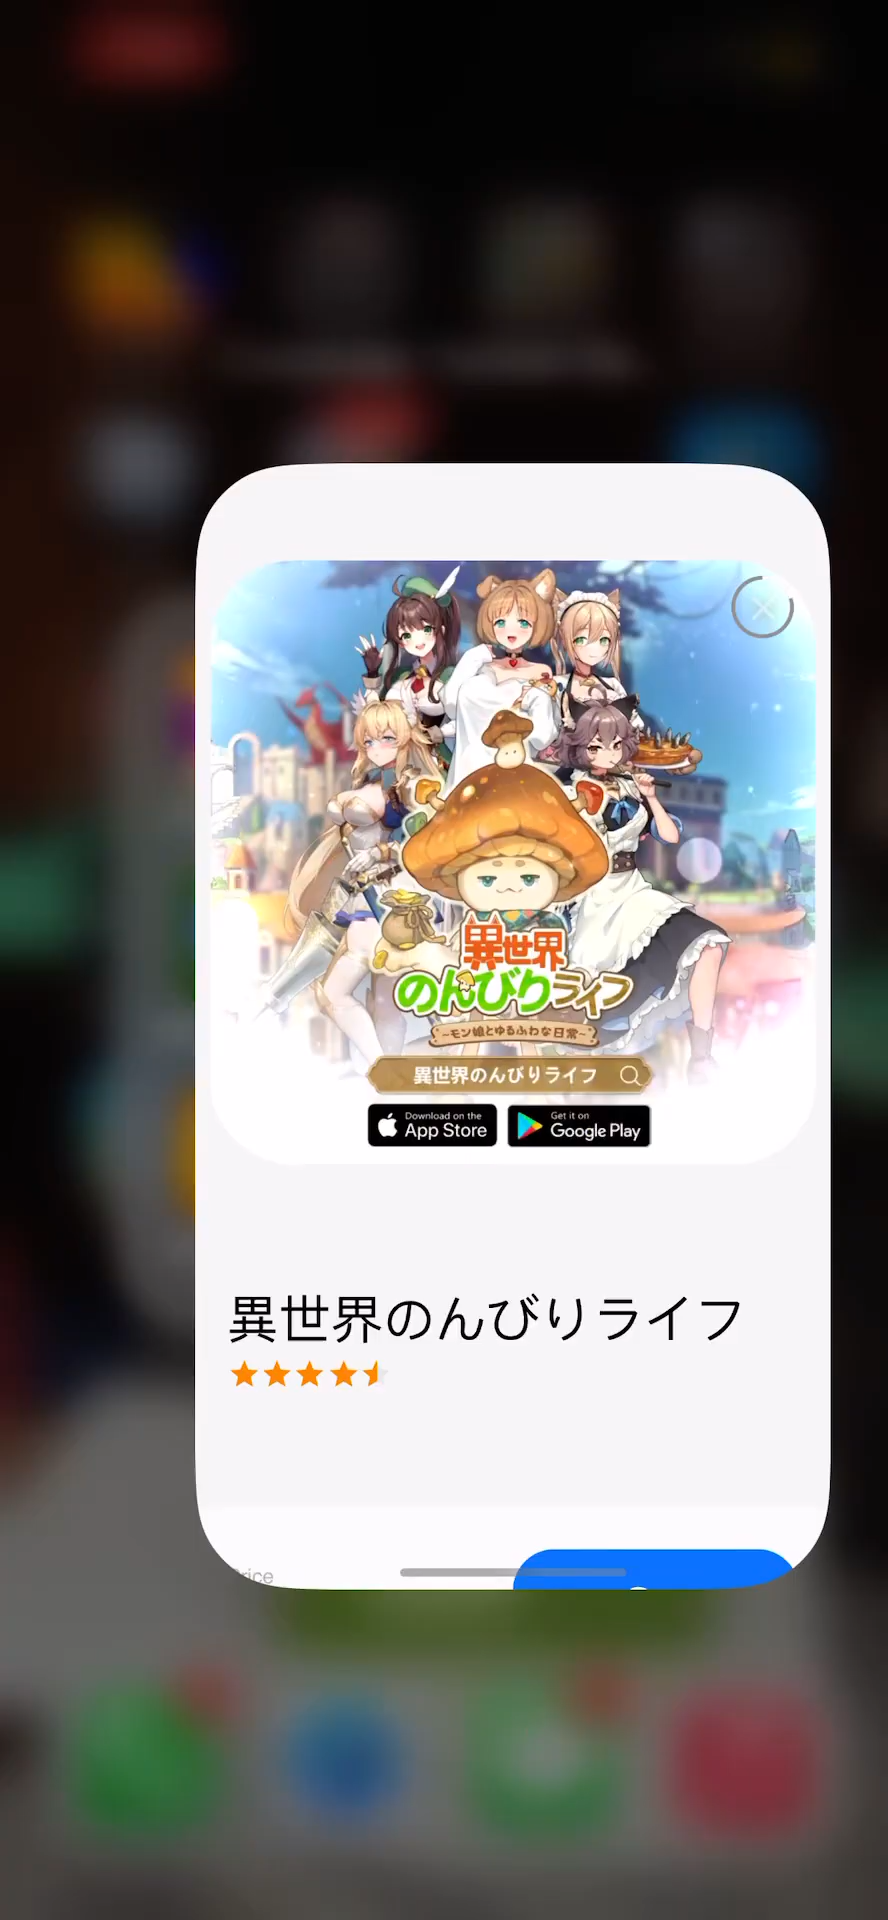 異世界
のんびりライフ
~モン娘とゆるふわな日常~
異世界のんびりライフ
Download on the
App Store
Get it on
Google Play
異世界のんびりライフ